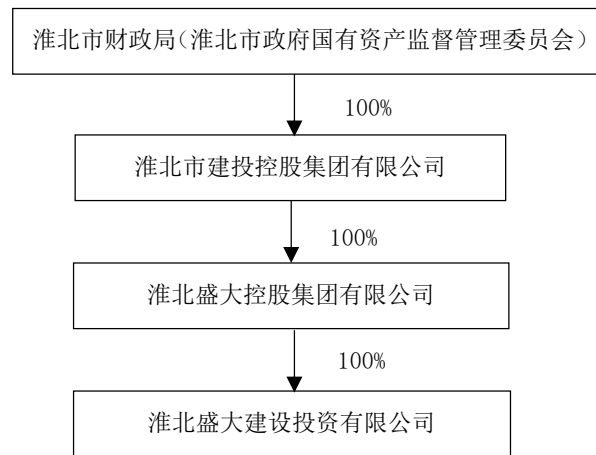 淮北市财政局(淮北市政府国有资产监督管理委员会)
100%
淮北市建投控股集团有限公司
100%
淮北盛大控股集团有限公司
100%
淮北盛大建设投资有限公司